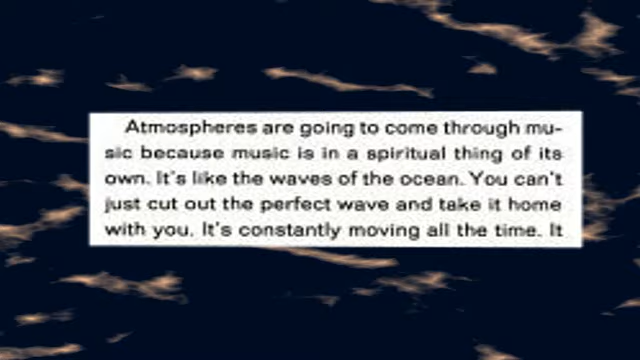 Atmospheres are going to come through mu-
sic because music is in a spiritual thing of its
own. It's like the waves of the ocean. You can't
just cut out the perfect wave and take it home
with you. It's constantly moving all the time. It